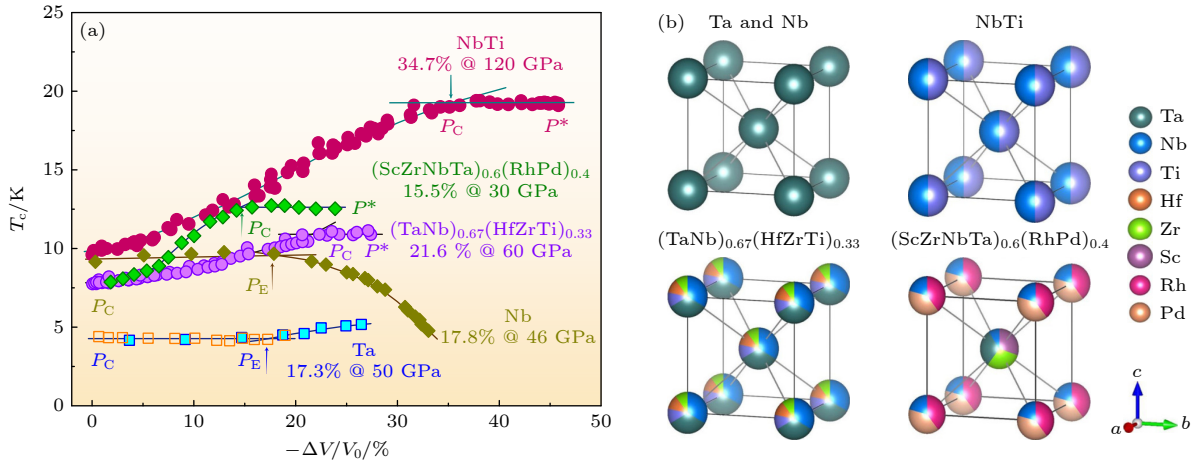 (a)
25
20
15
10
5
0
0
10
20
30
40
50
T_c/K
−ΔV/V_0/%
NbTi
34.7% @ 120 GPa
P_C
P*
(ScZrNbTa)_0.6(RhPd)_0.4
15.5% @ 30 GPa
P*
P_C
(TaNb)_0.67(HfZrTi)_0.33
P_C P* 21.6 % @ 60 GPa
P_C
P_E
Nb
17.8% @ 46 GPa
P_C
P_E
Ta
17.3% @ 50 GPa
(b)
Ta and Nb
NbTi
(TaNb)_0.67(HfZrTi)_0.33
(ScZrNbTa)_0.6(RhPd)_0.4
Ta
Nb
Ti
Hf
Zr
Sc
Rh
Pd
c
a
b